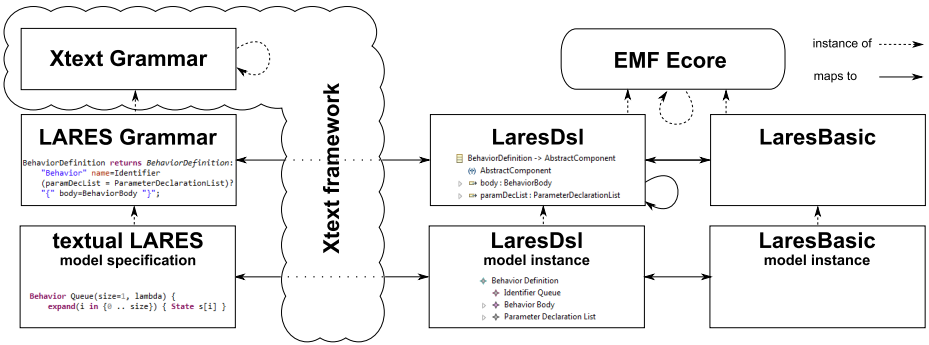 Xtext Grammar
EMF Ecore
instance of
maps to
Xtext framework
LARES Grammar
BehaviorDefinition returns BehaviorDefinition:
"Behavior" name=Identifier
(paramDecList = ParameterDeclarationList)?
"{" body=BehaviorBody "}";
LaresDsl
BehaviorDefinition -> AbstractComponent
AbstractComponent
body : BehaviorBody
paramDecList : ParameterDeclarationList
LaresBasic
textual LARES
model specification
Behavior Queue(size=1, lambda) {
expand(i in {0 .. size}) { State s[i] }
LaresDsl
model instance
Behavior Definition
Identifier Queue
Behavior Body
Parameter Declaration List
LaresBasic
model instance